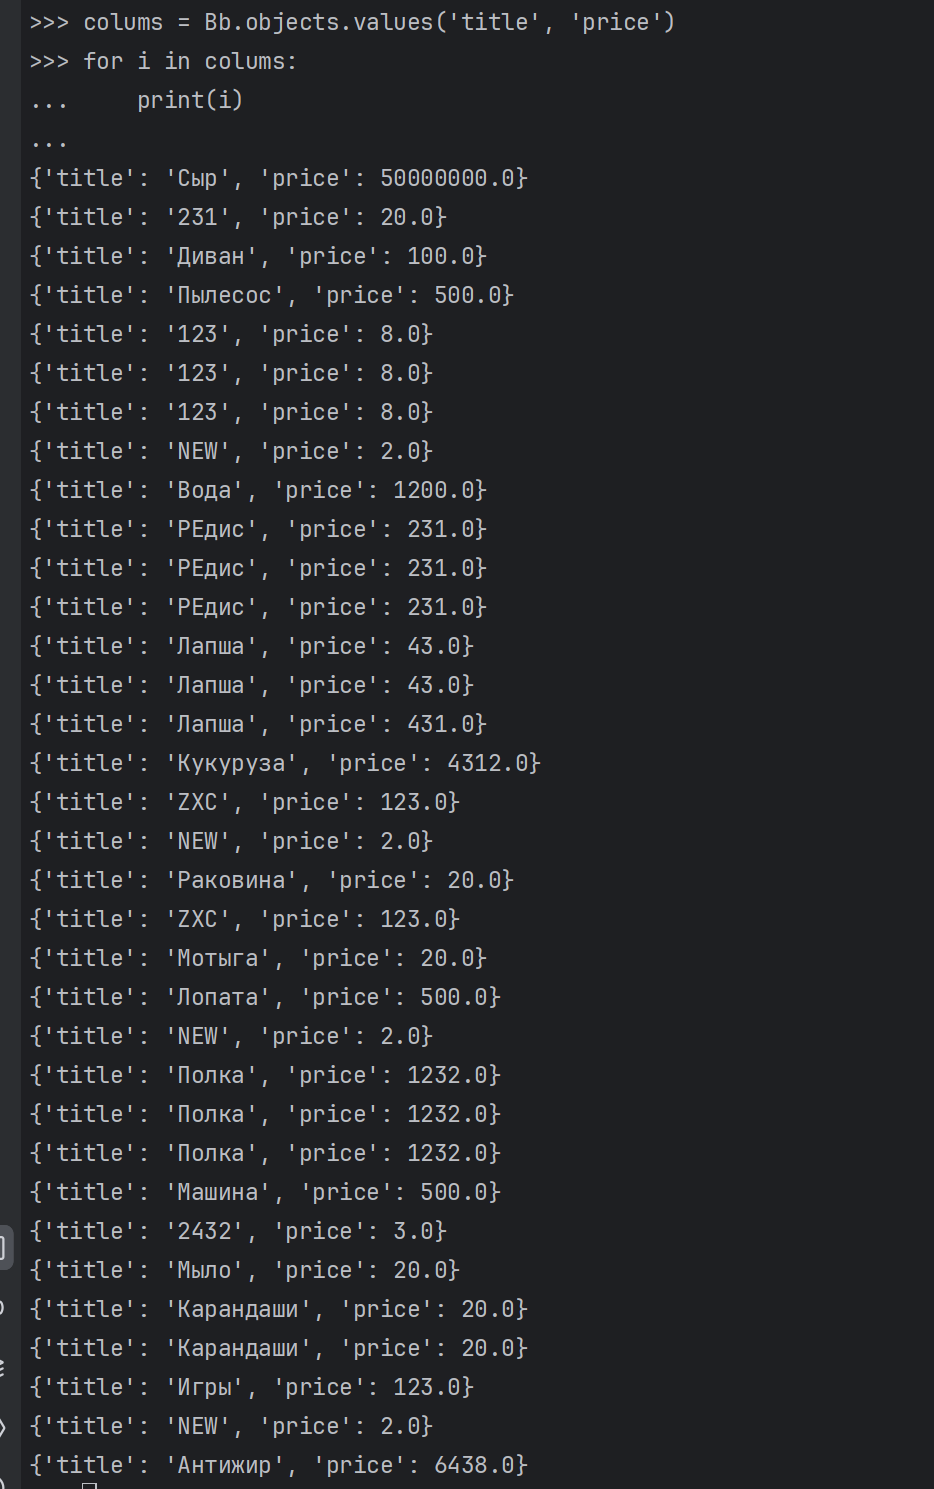 >>> colums = Bb.objects.values('title', 'price')
>>> for i in colums:
...     print(i)
...
{'title': 'Сыр', 'price': 50000000.0}
{'title': '231', 'price': 20.0}
{'title': 'Диван', 'price': 100.0}
{'title': 'Пылесос', 'price': 500.0}
{'title': '123', 'price': 8.0}
{'title': '123', 'price': 8.0}
{'title': '123', 'price': 8.0}
{'title': 'NEW', 'price': 2.0}
{'title': 'Вода', 'price': 1200.0}
{'title': 'РЕдис', 'price': 231.0}
{'title': 'РЕдис', 'price': 231.0}
{'title': 'РЕдис', 'price': 231.0}
{'title': 'Лапша', 'price': 43.0}
{'title': 'Лапша', 'price': 43.0}
{'title': 'Лапша', 'price': 431.0}
{'title': 'Кукуруза', 'price': 4312.0}
{'title': 'ZXC', 'price': 123.0}
{'title': 'NEW', 'price': 2.0}
{'title': 'Раковина', 'price': 20.0}
{'title': 'ZXC', 'price': 123.0}
{'title': 'Мотыга', 'price': 20.0}
{'title': 'Лопата', 'price': 500.0}
{'title': 'NEW', 'price': 2.0}
{'title': 'Полка', 'price': 1232.0}
{'title': 'Полка', 'price': 1232.0}
{'title': 'Полка', 'price': 1232.0}
{'title': 'Машина', 'price': 500.0}
{'title': '2432', 'price': 3.0}
{'title': 'Мыло', 'price': 20.0}
{'title': 'Карандаши', 'price': 20.0}
{'title': 'Карандаши', 'price': 20.0}
{'title': 'Игры', 'price': 123.0}
{'title': 'NEW', 'price': 2.0}
{'title': 'Антижир', 'price': 6438.0}